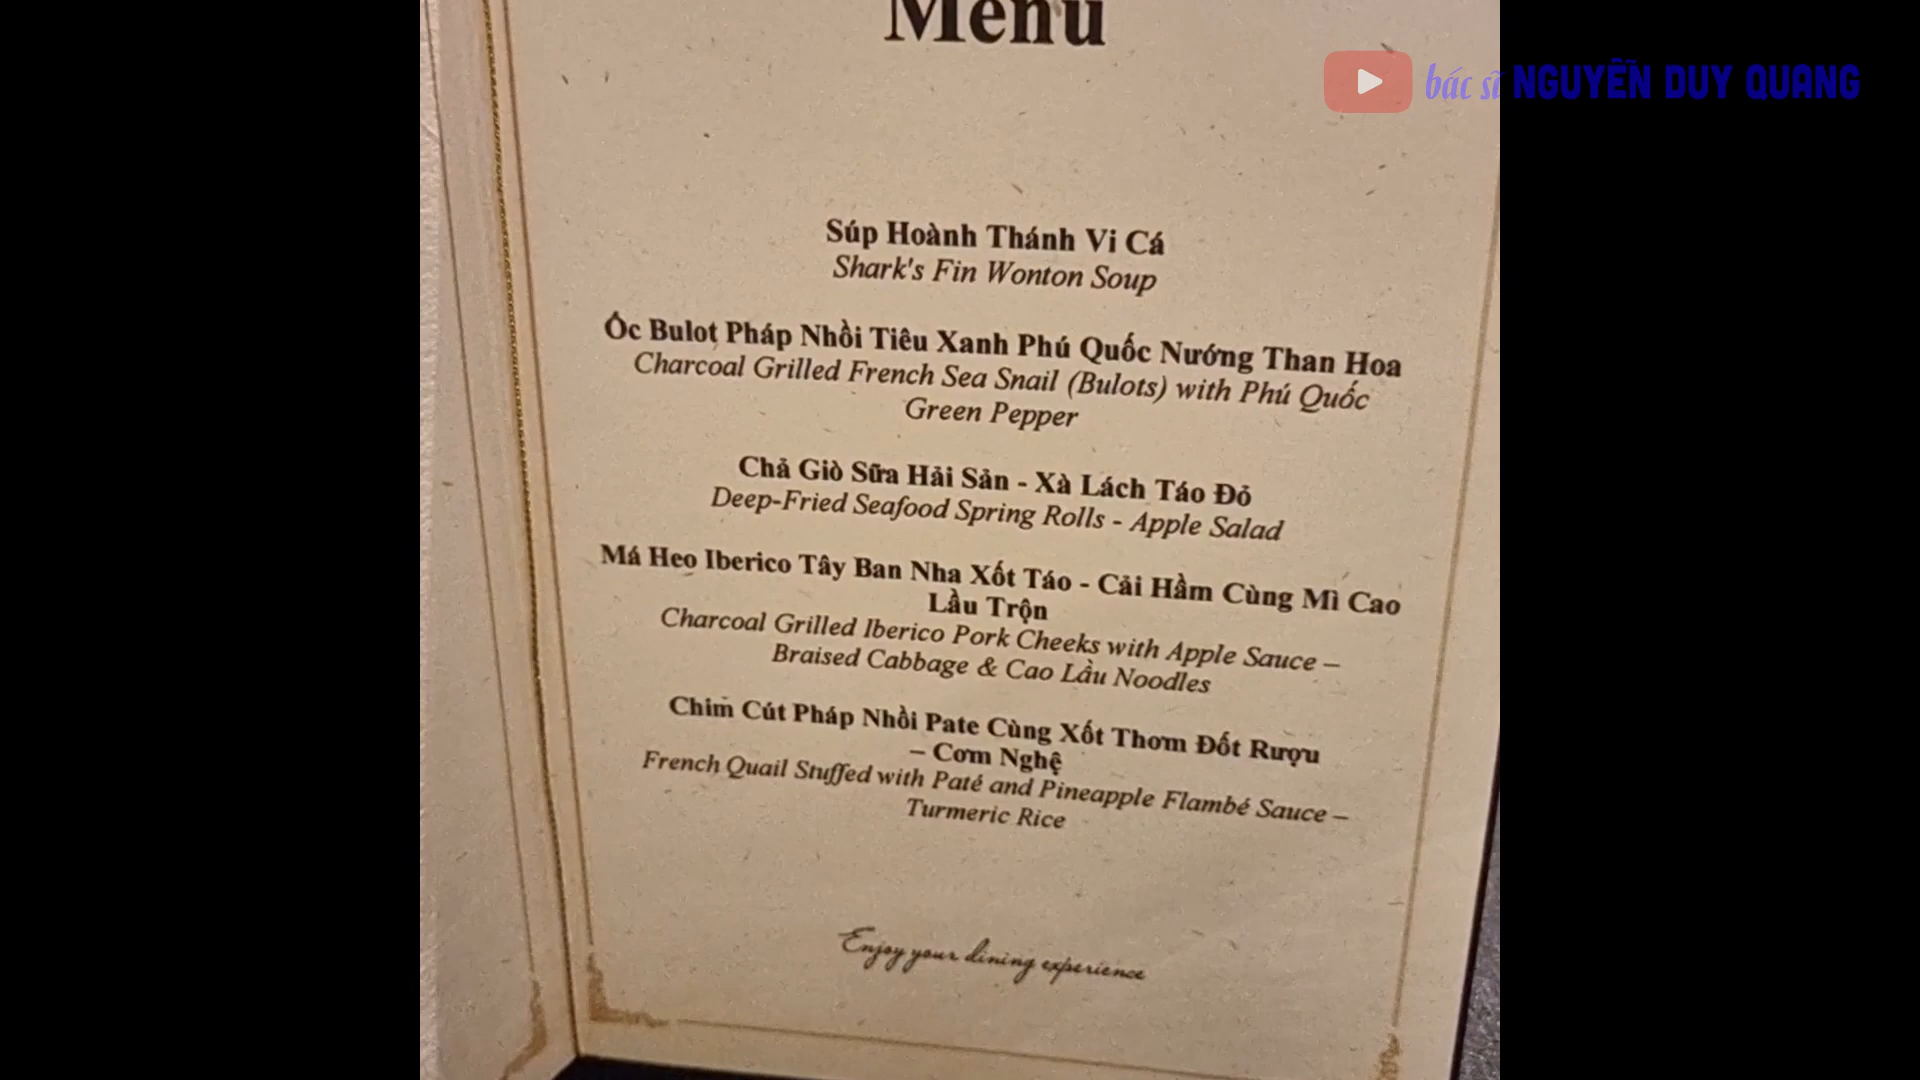 Menu
bác sĩ NGUYỄN DUY QUANG
Súp Hoành Thánh Vi Cá
Shark's Fin Wonton Soup
Ốc Bulot Pháp Nhồi Tiêu Xanh Phú Quốc Nướng Than Hoa
Charcoal Grilled French Sea Snail (Bulots) with Phú Quốc
Green Pepper
Chả Giò Sữa Hải Sản - Xà Lách Táo Đỏ
Deep-Fried Seafood Spring Rolls - Apple Salad
Má Heo Iberico Tây Ban Nha Xốt Táo - Cải Hầm Cùng Mì Cao
Lầu Trộn
Charcoal Grilled Iberico Pork Cheeks with Apple Sauce –
Braised Cabbage & Cao Lầu Noodles
Chim Cút Pháp Nhồi Pate Cùng Xốt Thơm Đốt Rượu
– Cơm Nghệ
French Quail Stuffed with Paté and Pineapple Flambé Sauce –
Turmeric Rice
Enjoy your dining experience